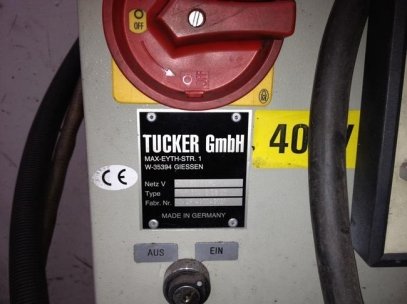 OFF
TUCKER GmbH
MAX-EYTH-STR. 1
W-35394 GIESSEN
40
CE
Netz V
Type
Fabr. Nr.
MADE IN GERMANY
AUS
EIN